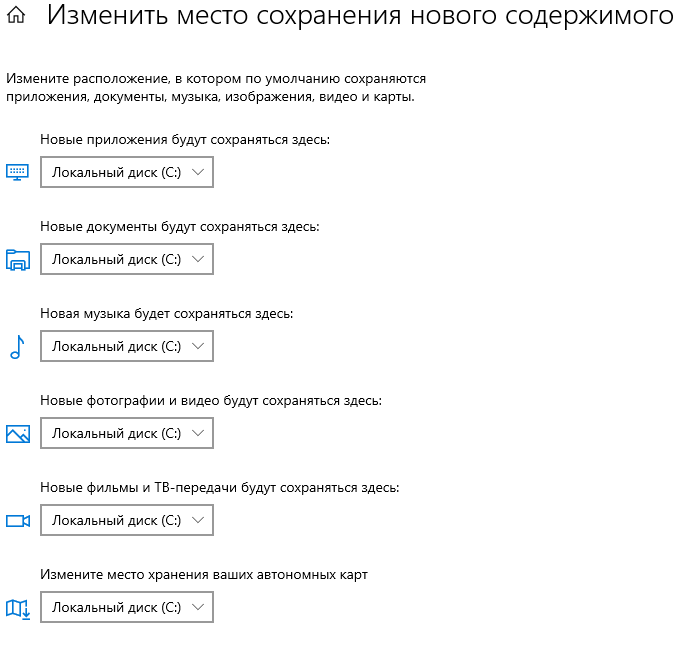 Изменить место сохранения нового содержимого
Измените расположение, в котором по умолчанию сохраняются
приложения, документы, музыка, изображения, видео и карты.
Новые приложения будут сохраняться здесь:
Локальный диск (C:)
Новые документы будут сохраняться здесь:
Локальный диск (C:)
Новая музыка будет сохраняться здесь:
Локальный диск (C:)
Новые фотографии и видео будут сохраняться здесь:
Локальный диск (C:)
Новые фильмы и ТВ-передачи будут сохраняться здесь:
Локальный диск (C:)
Измените место хранения ваших автономных карт
Локальный диск (C:)